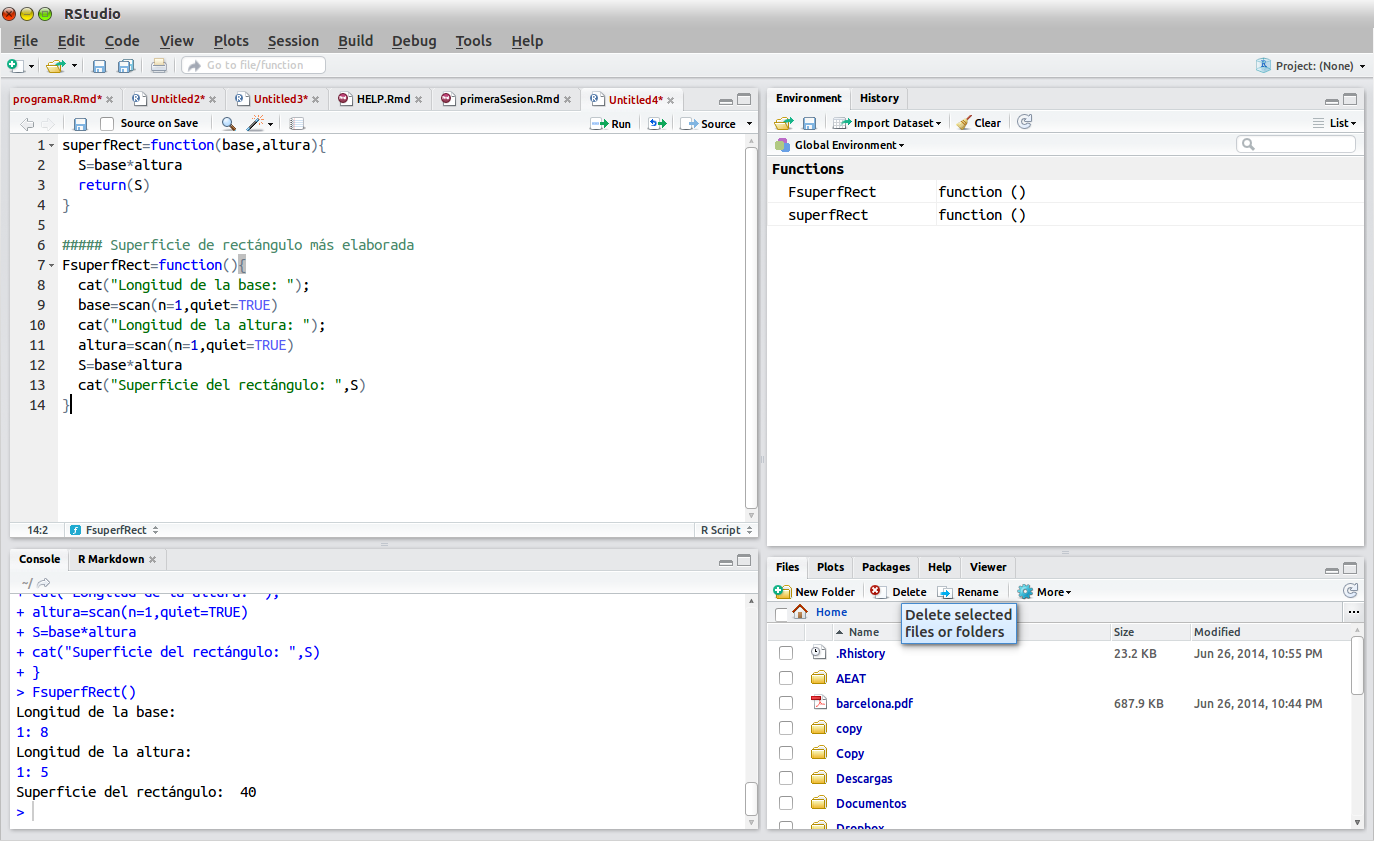 RStudio
File Edit Code View Plots Session Build Debug Tools Help
Go to file/function
Project: (None)
programaR.Rmd* Untitled2* Untitled3* HELP.Rmd primeraSesion.Rmd Untitled4*
Source on Save Run Source
1 superfRect=function(base,altura){
2 S=base*altura
3 return(S)
4 }
5
6 ##### Superficie de rectángulo más elaborada
7 FsuperfRect=function(){
8 cat("Longitud de la base: ");
9 base=scan(n=1,quiet=TRUE)
10 cat("Longitud de la altura: ");
11 altura=scan(n=1,quiet=TRUE)
12 S=base*altura
13 cat("Superficie del rectángulo: ",S)
14 }
14:2 FsuperfRect R Script
Console R Markdown
~/
+ cat("Longitud de la altura: ");
+ altura=scan(n=1,quiet=TRUE)
+ S=base*altura
+ cat("Superficie del rectángulo: ",S)
+ }
> FsuperfRect()
Longitud de la base:
1: 8
Longitud de la altura:
1: 5
Superficie del rectángulo:  40
>
Environment History
Import Dataset Clear List
Global Environment
Functions
FsuperfRect function ()
superfRect function ()
Files Plots Packages Help Viewer
New Folder Delete Rename More
Home ...
Delete selected
files or folders
Name Size Modified
.Rhistory 23.2 KB Jun 26, 2014, 10:55 PM
AEAT
barcelona.pdf 687.9 KB Jun 26, 2014, 10:44 PM
copy
Copy
Descargas
Documentos
Dropbox